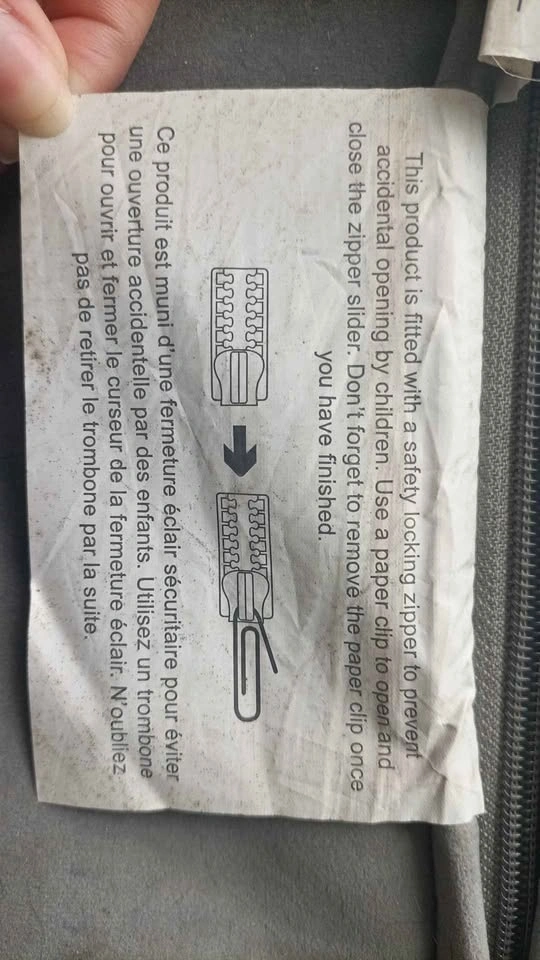 This product is fitted with a safety locking zipper to prevent
accidental opening by children. Use a paper clip to open and
close the zipper slider. Don't forget to remove the paper clip once
you have finished.
Ce produit est muni d'une fermeture éclair sécuritaire pour éviter
une ouverture accidentelle par des enfants. Utilisez un trombone
pour ouvrir et fermer le curseur de la fermeture éclair. N'oubliez
pas de retirer le trombone par la suite.